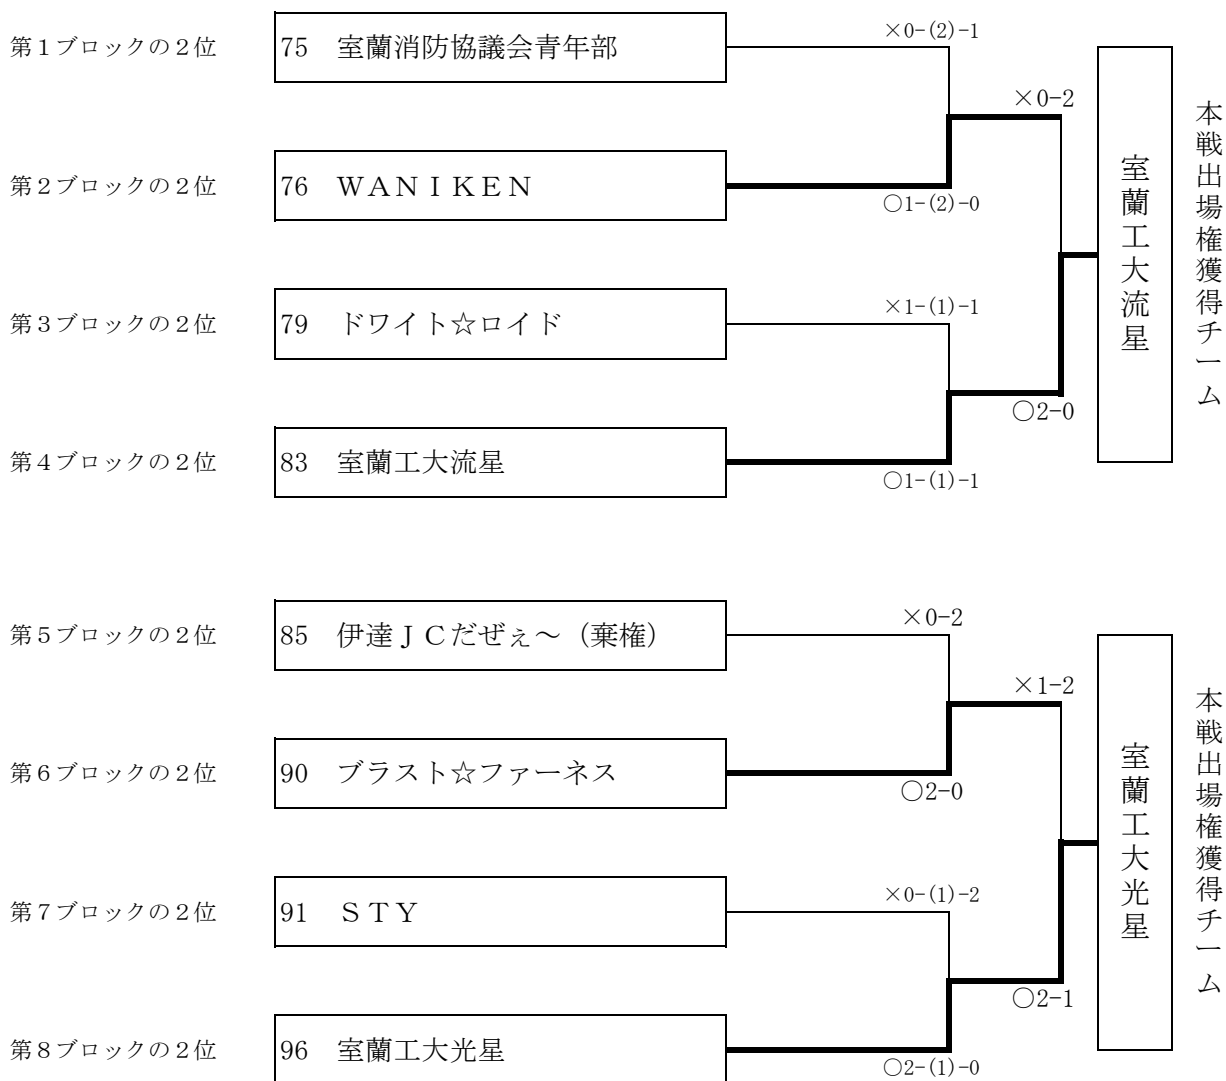 ×0-(2)-1
第１ブロックの２位
75　室蘭消防協議会青年部
×0-2
第２ブロックの２位
76　ＷＡＮＩＫＥＮ
○1-(2)-0
室蘭工大流星
本戦出場権獲得チーム
第３ブロックの２位
79　ドワイト☆ロイド
×1-(1)-1
○2-0
第４ブロックの２位
83　室蘭工大流星
○1-(1)-1
第５ブロックの２位
85　伊達ＪＣだぜぇ～（棄権）
×0-2
×1-2
第６ブロックの２位
90　ブラスト☆ファーネス
○2-0
室蘭工大光星
本戦出場権獲得チーム
第７ブロックの２位
91　ＳＴＹ
×0-(1)-2
○2-1
第８ブロックの２位
96　室蘭工大光星
○2-(1)-0